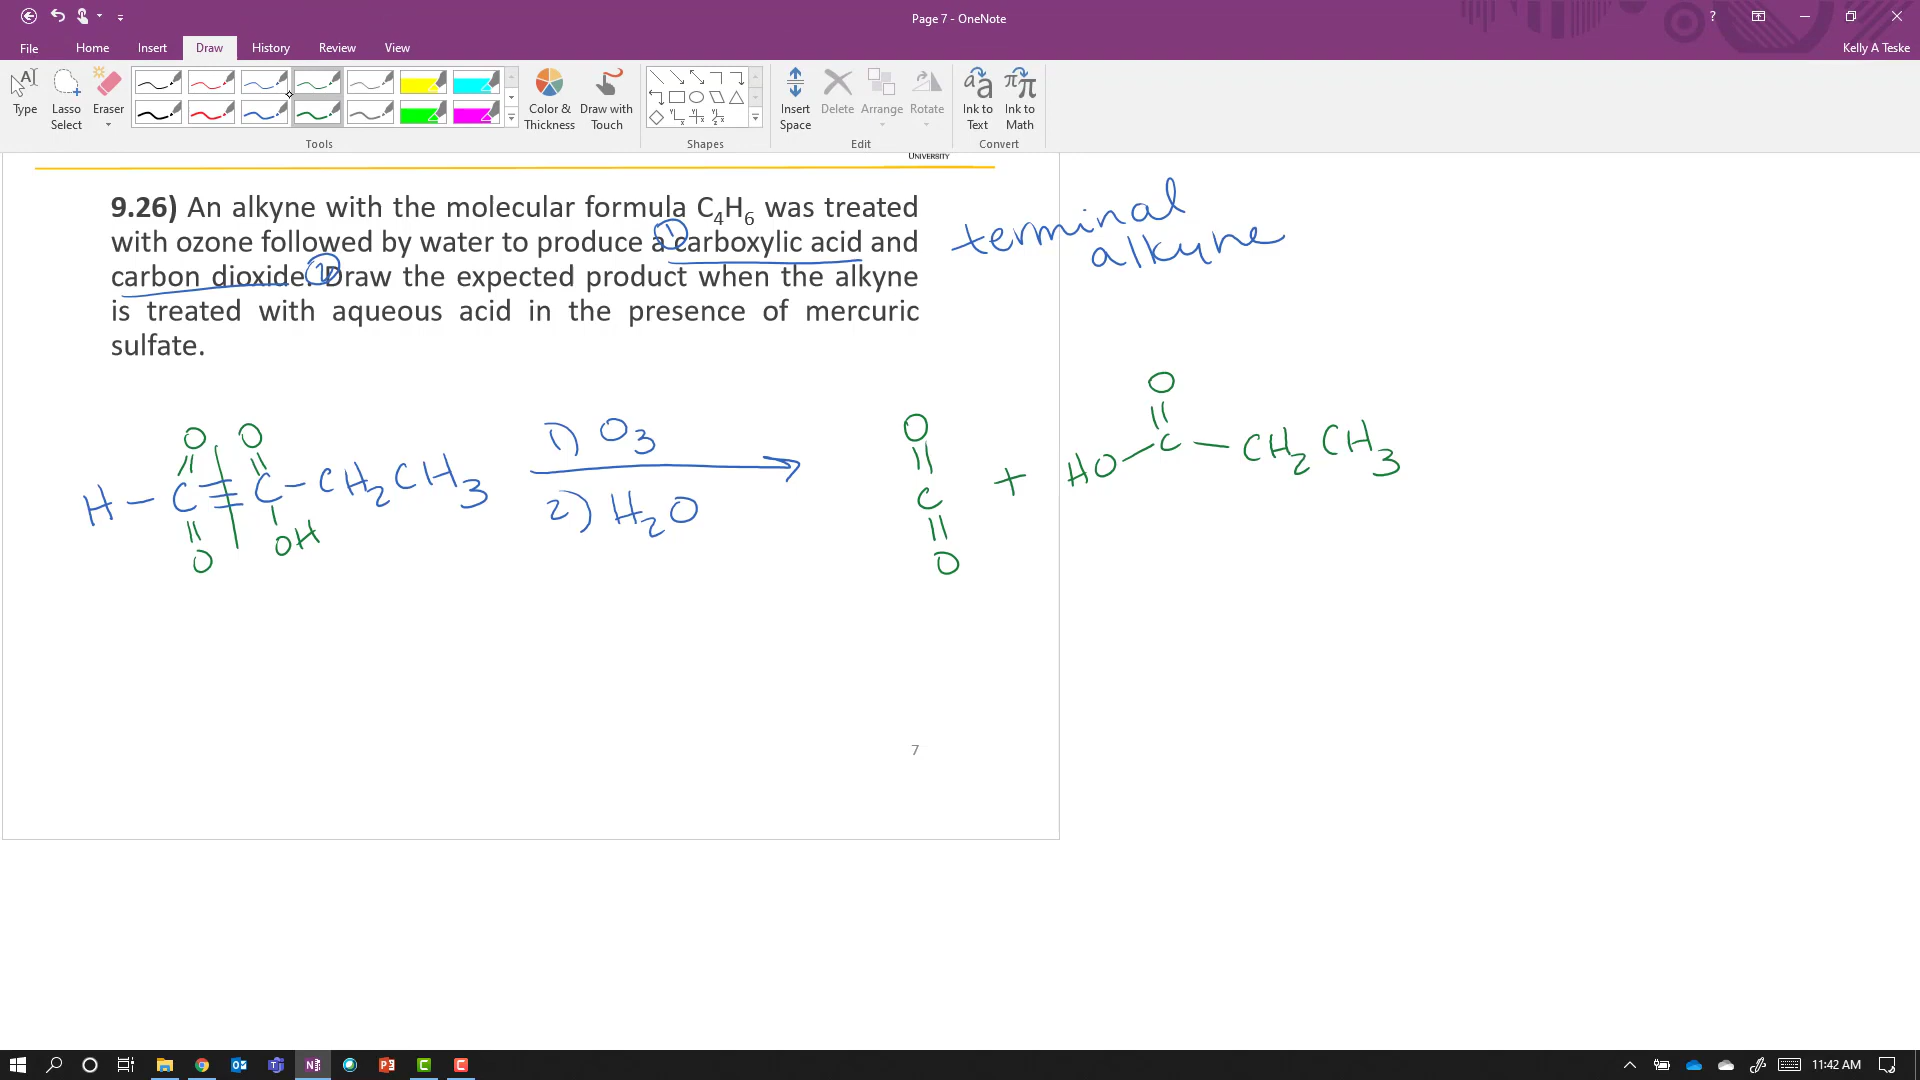 Page 7 - OneNote
?
File Home Insert Draw History Review View
Kelly A Teske
Type
Lasso Select
Eraser
Color & Thickness
Draw with Touch
Insert Space
Delete
Arrange
Rotate
Ink to Text
Ink to Math
Tools Shapes Edit Convert
UNIVERSITY
9.26) An alkyne with the molecular formula C4H6 was treated
with ozone followed by water to produce a carboxylic acid and
carbon dioxide. Draw the expected product when the alkyne
is treated with aqueous acid in the presence of mercuric
sulfate.
1
2
terminal
alkyne
O O
H - C ≡ C - CH2CH3
O OH
1) O3
2) H2O
O
C
O
+
O
HO - C - CH2CH3
7
11:42 AM